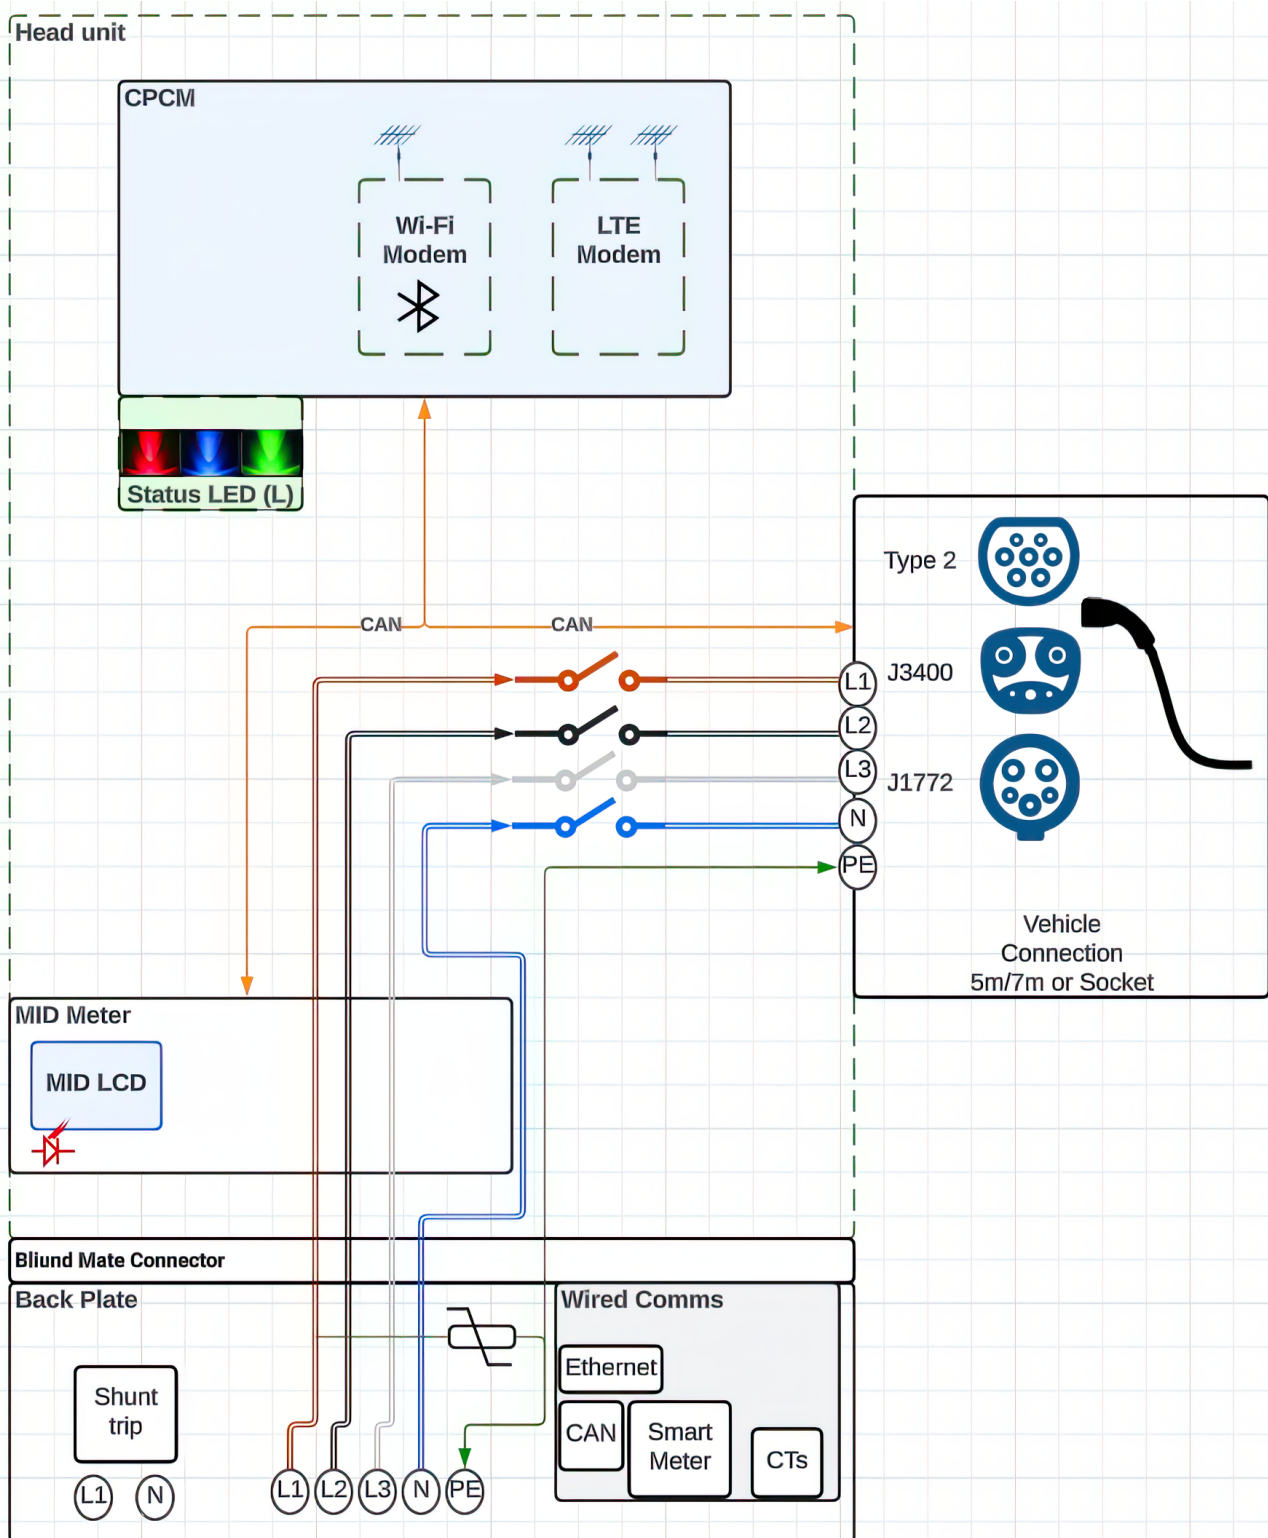 Head unit
CPCM
Wi-Fi
Modem
LTE
Modem
Status LED (L)
CAN
CAN
Type 2
J3400
J1772
L1
L2
L3
N
PE
Vehicle
Connection
5m/7m or Socket
MID Meter
MID LCD
Bliund Mate Connector
Back Plate
Wired Comms
Shunt
trip
L1
N
L1
L2
L3
N
PE
Ethernet
CAN
Smart
Meter
CTs